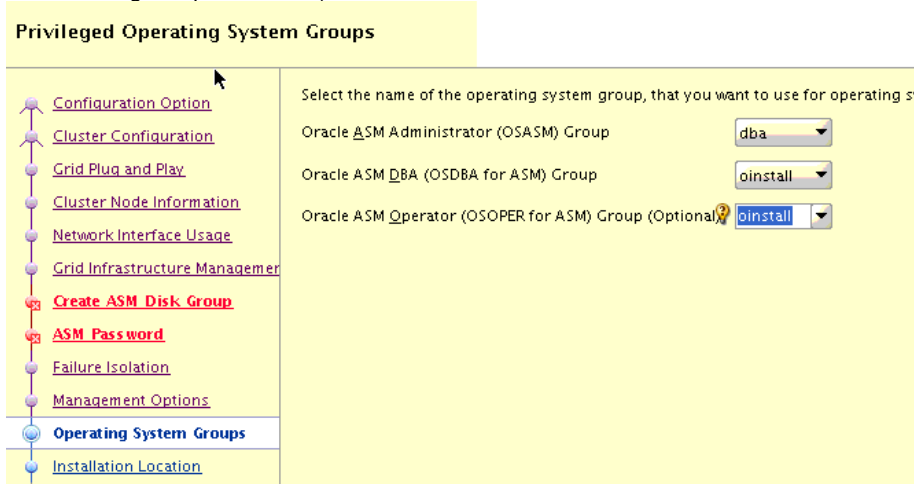 Privileged Operating System Groups
Configuration Option
Cluster Configuration
Grid Plug and Play
Cluster Node Information
Network Interface Usage
Grid Infrastructure Managemer
Create ASM Disk Group
ASM Password
Failure Isolation
Management Options
Operating System Groups
Installation Location
Select the name of the operating system group, that you want to use for operating s
Oracle ASM Administrator (OSASM) Group dba
Oracle ASM DBA (OSDBA for ASM) Group oinstall
Oracle ASM Operator (OSOPER for ASM) Group (Optional) oinstall